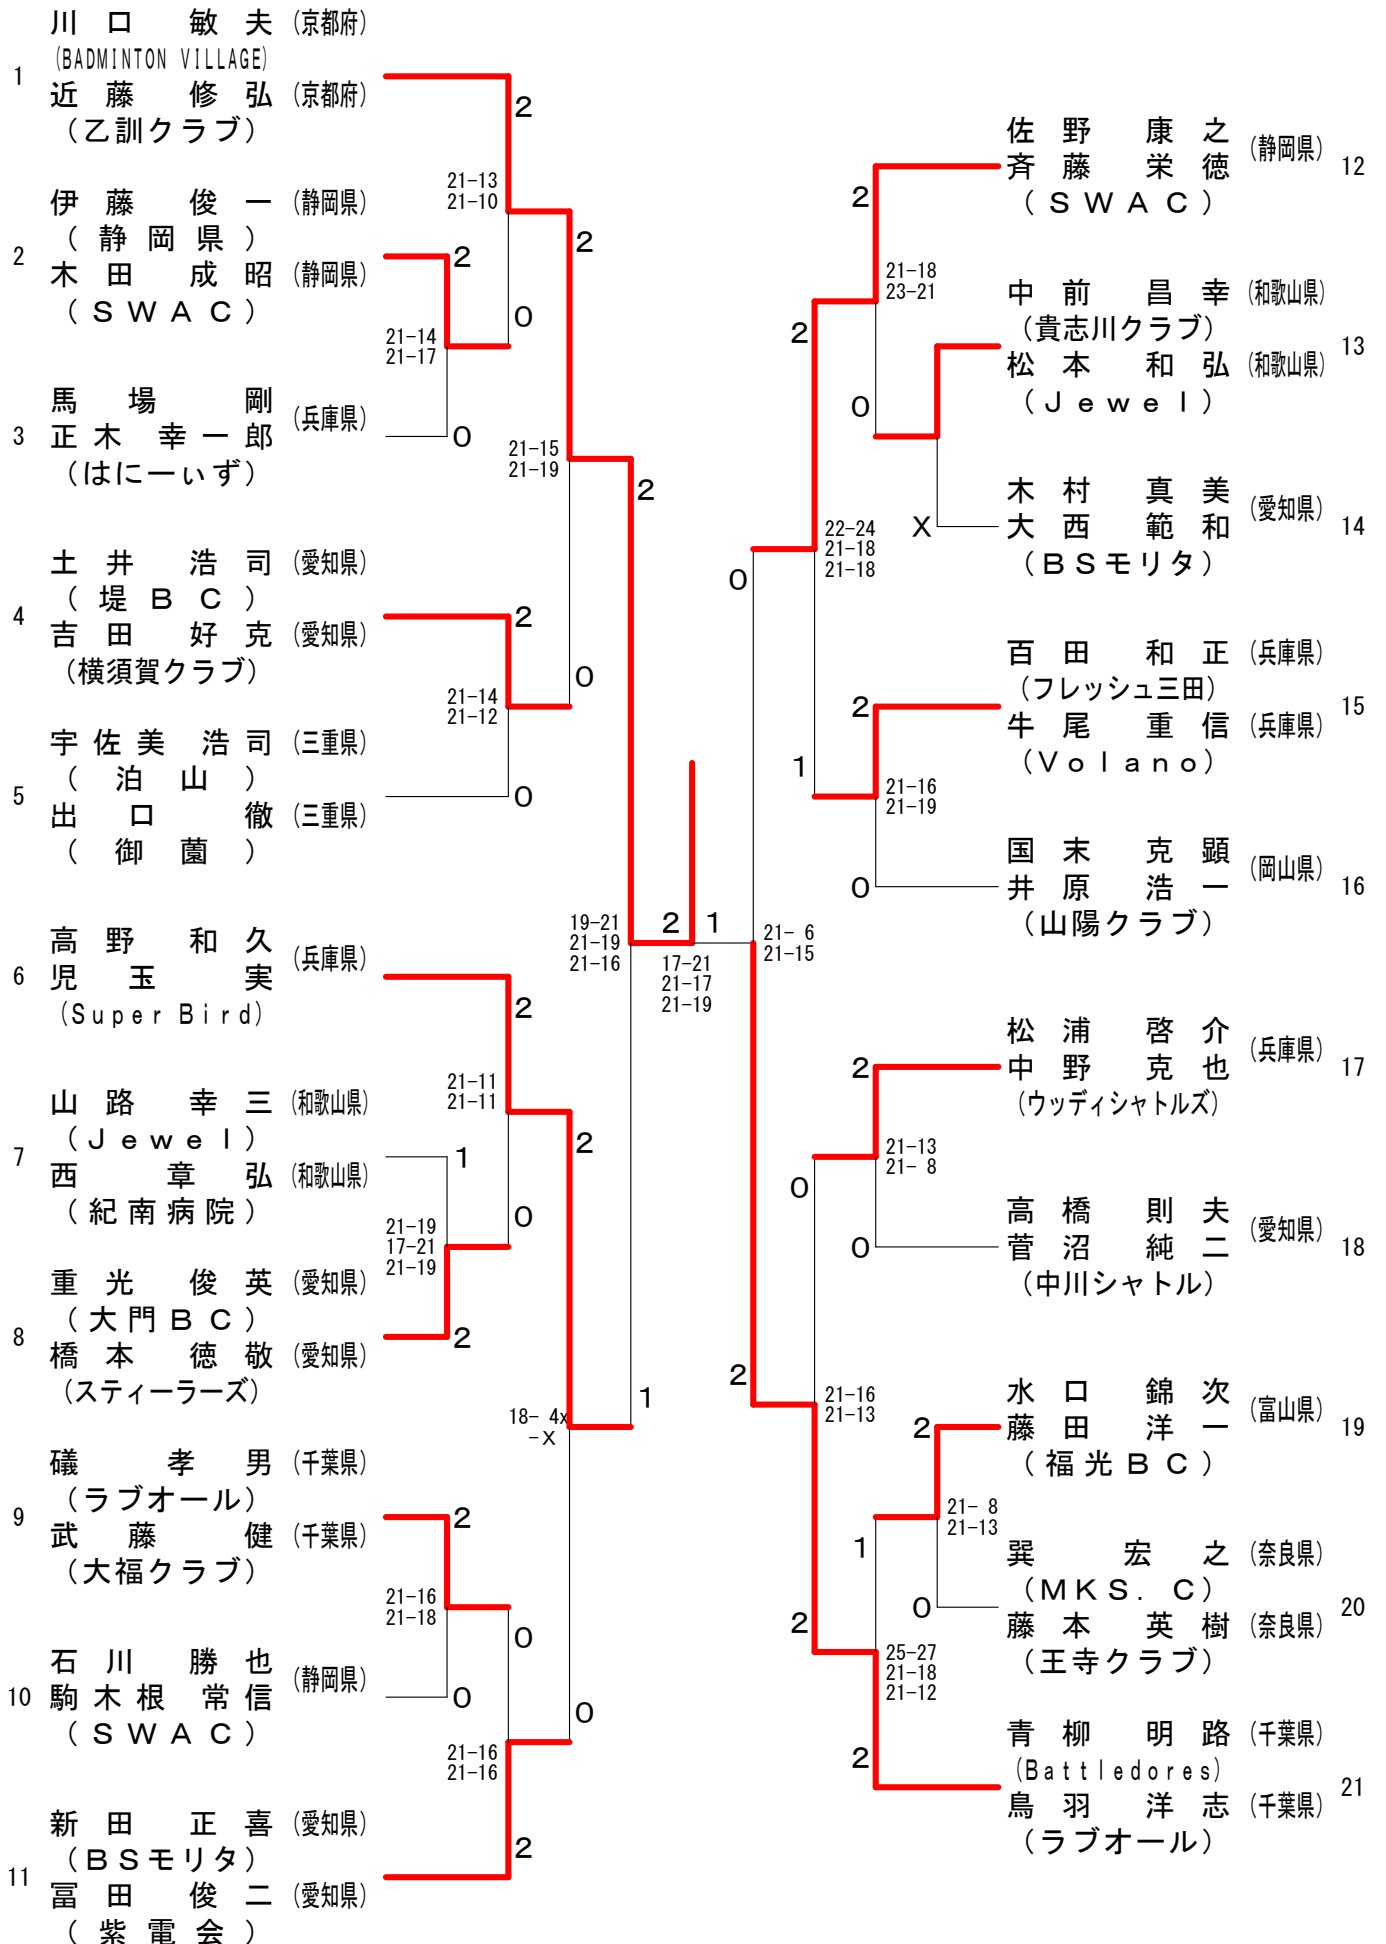 川口 敏夫 (京都府)
(BADMINTON VILLAGE)
1
近藤 修弘 (京都府)
(乙訓クラブ)
2
21-13
21-10
伊藤 俊一 (静岡県)
(静岡県)
2
木田 成昭 (静岡県)
(SWAC)
2
2
0
21-14
21-17
馬場 剛
3 正木 幸一郎 (兵庫県)
(はにーぃず)
0
21-15
21-19
2
土井 浩司 (愛知県)
(堤BC)
4
吉田 好克 (愛知県)
(横須賀クラブ)
2
0
21-14
21-12
宇佐美 浩司 (三重県)
(泊山)
5
出口 徹 (三重県)
(御薗)
0
高野 和久
6 児玉 実 (兵庫県)
(Super Bird)
2
19-21
21-19
21-16
2 1
17-21
21-17
21-19
21-11
21-11
山路 幸三 (和歌山県)
(Jewel)
7
西 章弘 (和歌山県)
(紀南病院)
1
2
0
21-19
17-21
21-19
重光 俊英 (愛知県)
(大門BC)
8
橋本 徳敬 (愛知県)
(スティーラーズ)
2
1
18- 4x
-X
礒 孝男 (千葉県)
(ラブオール)
9
武藤 健 (千葉県)
(大福クラブ)
2
21-16
21-18
0
石川 勝也
10 駒木根 常信 (静岡県)
(SWAC)
0
0
21-16
21-16
新田 正喜 (愛知県)
(BSモリタ)
11
冨田 俊二 (愛知県)
(紫電会)
2
佐野 康之
斉藤 栄徳 (静岡県) 12
(SWAC)
2
21-18
23-21
中前 昌幸 (和歌山県)
(貴志川クラブ)
13
松本 和弘 (和歌山県)
(Jewel)
2
0
木村 真美
大西 範和 (愛知県) 14
(BSモリタ)
X
22-24
21-18
21-18
0
百田 和正 (兵庫県)
(フレッシュ三田)
15
牛尾 重信 (兵庫県)
(Volano)
2
1
21-16
21-19
国末 克顕
井原 浩一 (岡山県) 16
(山陽クラブ)
0
21- 6
21-15
松浦 啓介
中野 克也 (兵庫県) 17
(ウッディシャトルズ)
2
21-13
21- 8
0
高橋 則夫
菅沼 純二 (愛知県) 18
(中川シャトル)
0
2
21-16
21-13
水口 錦次
藤田 洋一 (富山県) 19
(福光BC)
2
21- 8
21-13
1
巽 宏之 (奈良県)
(MKS. C)
20
藤本 英樹 (奈良県)
(王寺クラブ)
0
2
25-27
21-18
21-12
青柳 明路 (千葉県)
(Battledores)
21
鳥羽 洋志 (千葉県)
(ラブオール)
2